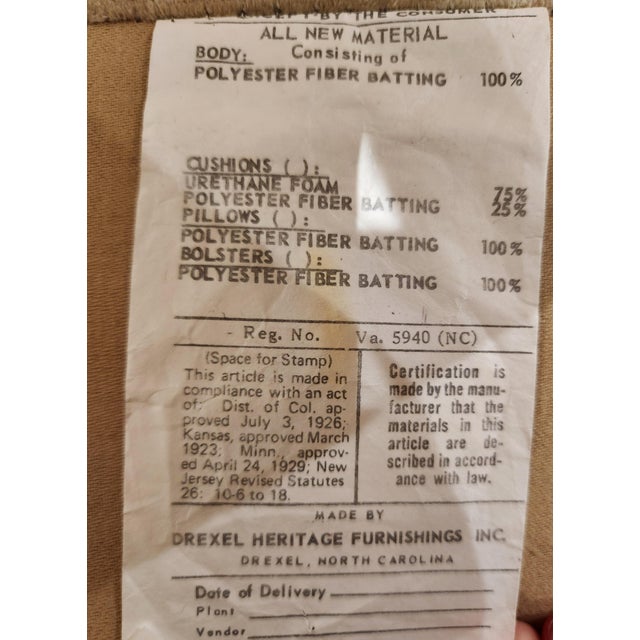 EXCEPT BY THE CONSUMER
ALL NEW MATERIAL
BODY: Consisting of
POLYESTER FIBER BATTING 100%
CUSHIONS ( ):
URETHANE FOAM 75%
POLYESTER FIBER BATTING 25%
PILLOWS ( ):
POLYESTER FIBER BATTING 100%
BOLSTERS ( ):
POLYESTER FIBER BATTING 100%
- Reg. No. Va. 5940 (NC)
(Space for Stamp)
This article is made in
compliance with an act
of: Dist. of Col. ap-
proved July 3, 1926;
Kansas, approved March
1923; Minn., approv-
ed April 24, 1929; New
Jersey Revised Statutes
26: 10-6 to 18.
Certification is
made by the manu-
facturer that the
materials in this
article are de-
scribed in accord-
ance with law.
MADE BY
DREXEL HERITAGE FURNISHINGS INC.
DREXEL, NORTH CAROLINA
Date of Delivery
Plant
Vendor